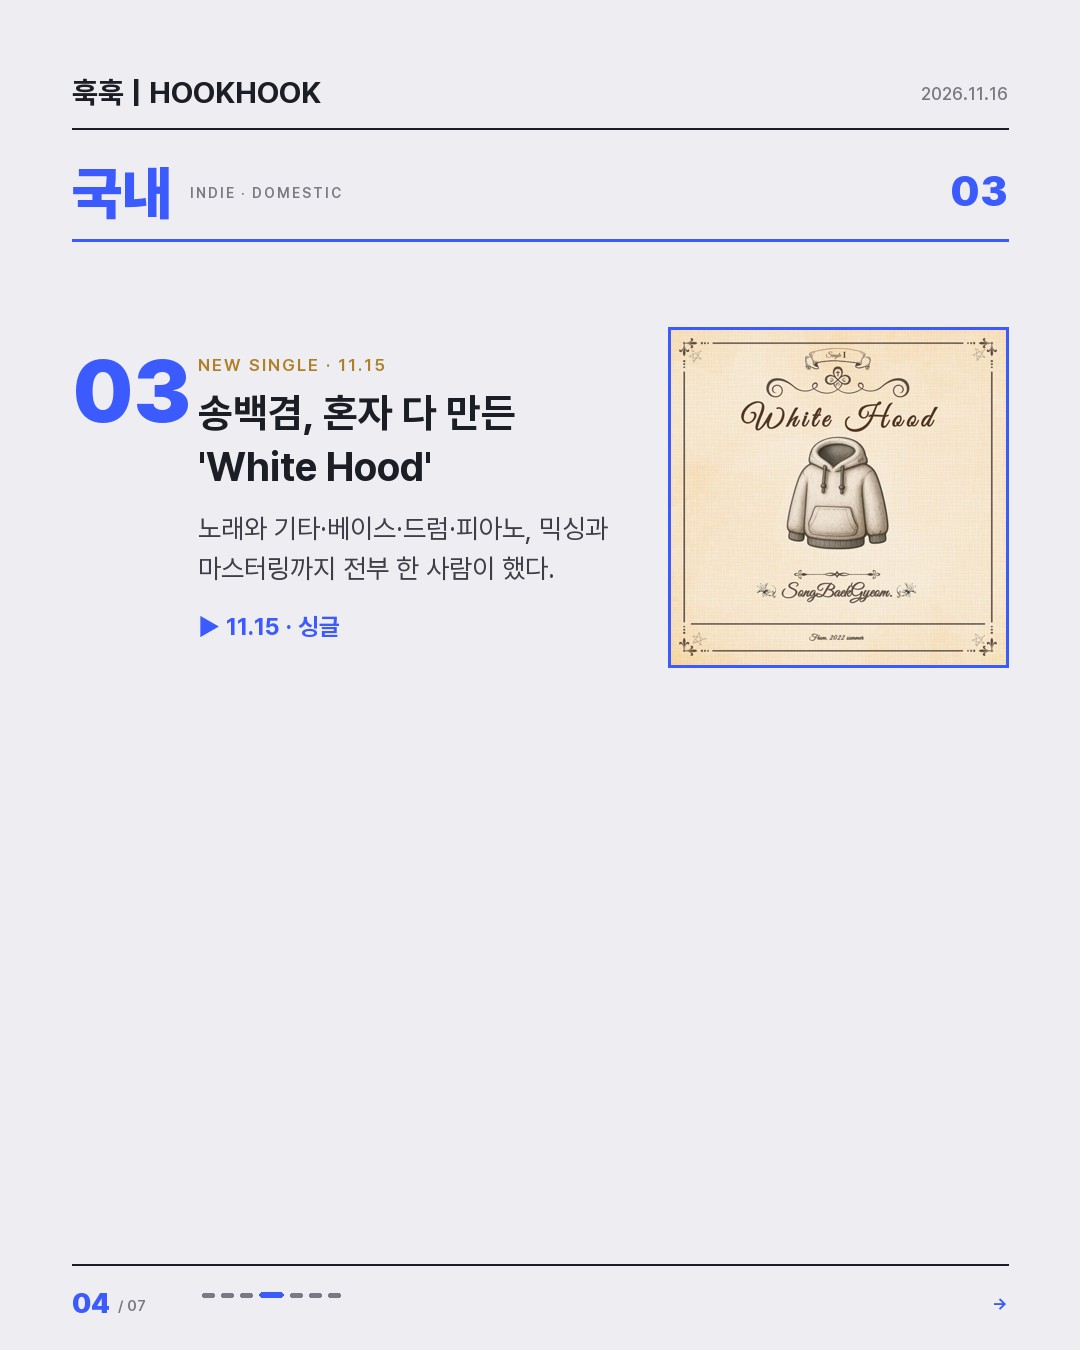 훅훅 | HOOKHOOK
2026.11.16
국내
INDIE · DOMESTIC
03
03
NEW SINGLE · 11.15
송백겸, 혼자 다 만든
'White Hood'
노래와 기타·베이스·드럼·피아노, 믹싱과
마스터링까지 전부 한 사람이 했다.
▶ 11.15 · 싱글
Single I
White Hood
SongBaekGyeom.
From. 2022 summer
04 / 07
→